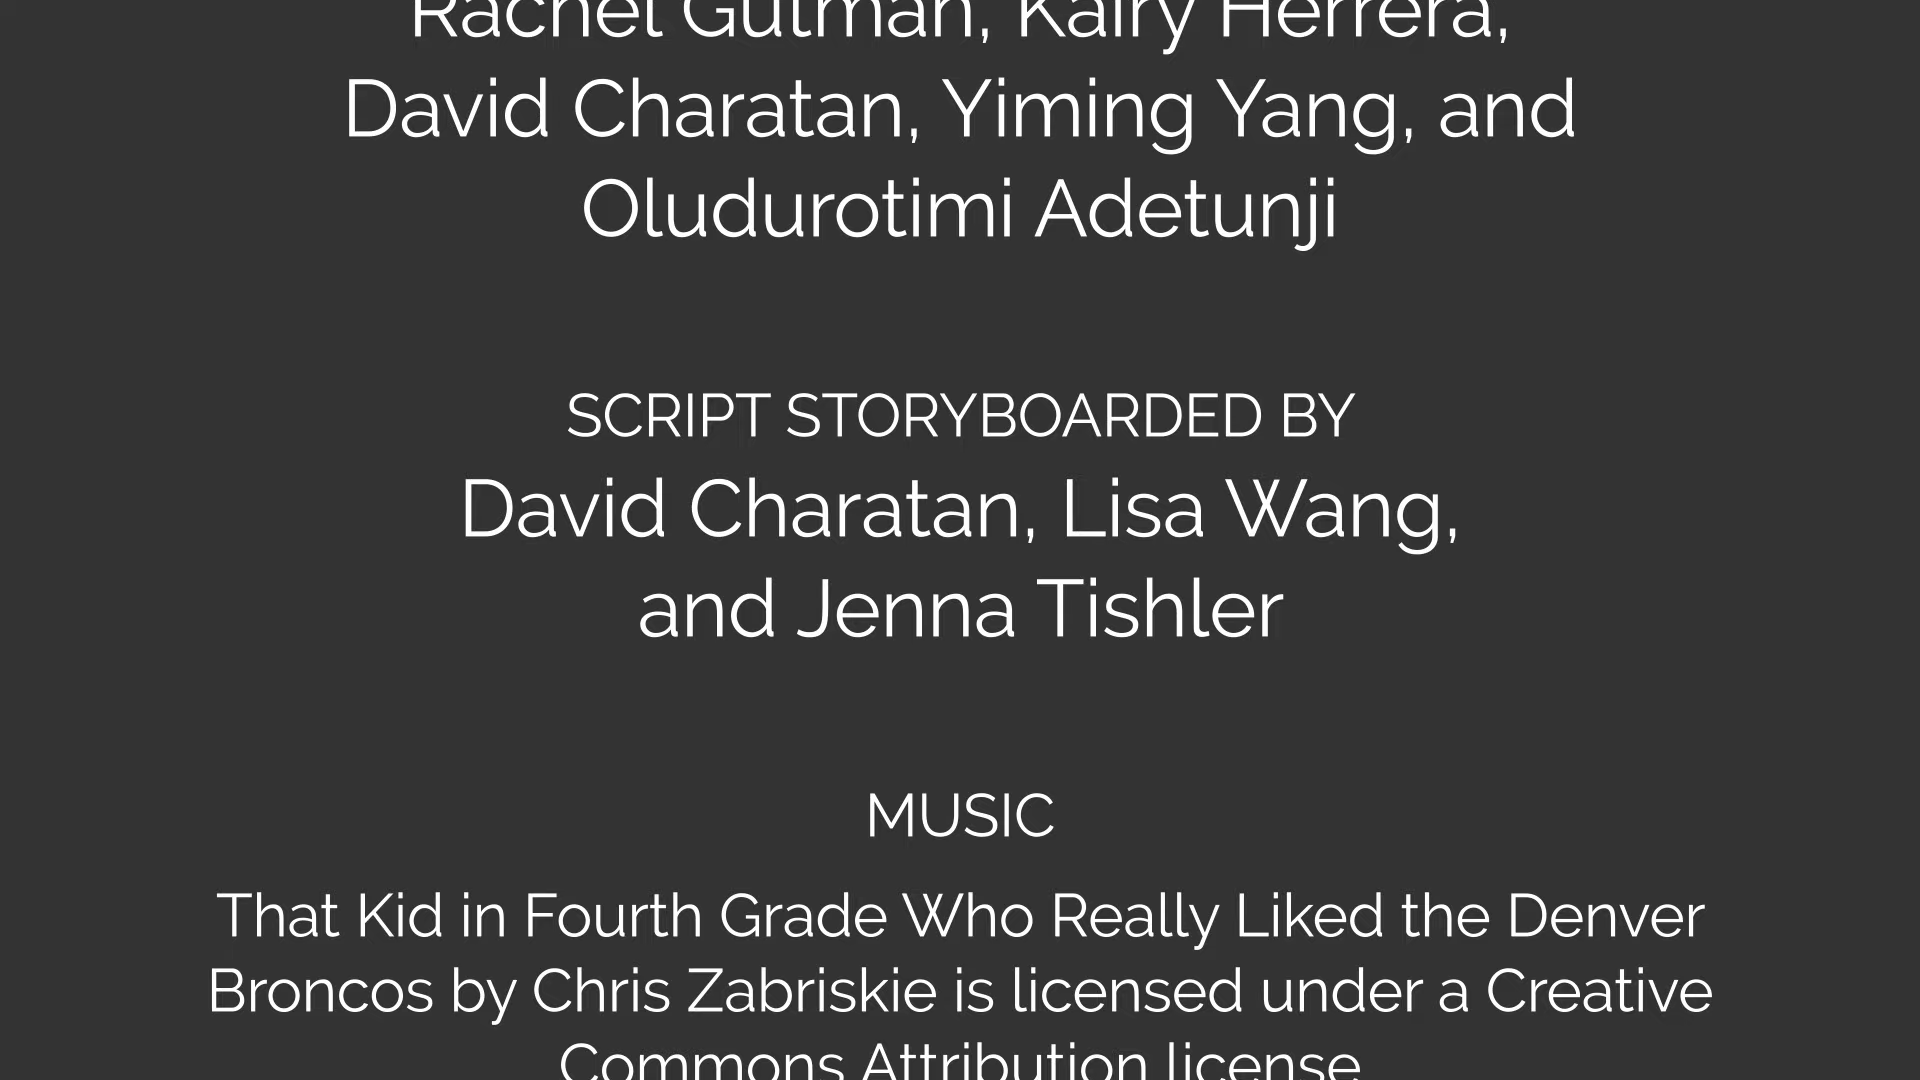 Rachel Gutman, Kairy Herrera,
David Charatan, Yiming Yang, and
Oludurotimi Adetunji
SCRIPT STORYBOARDED BY
David Charatan, Lisa Wang,
and Jenna Tishler
MUSIC
That Kid in Fourth Grade Who Really Liked the Denver
Broncos by Chris Zabriskie is licensed under a Creative
Commons Attribution license